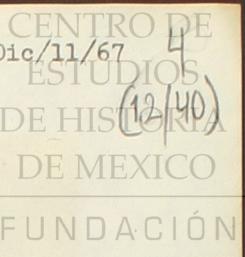 CENTRO DE
Dic/11/67 4
ESTUDIOS
(12/40)
DE HISTORIA
DE MEXICO
FUNDACIÓN